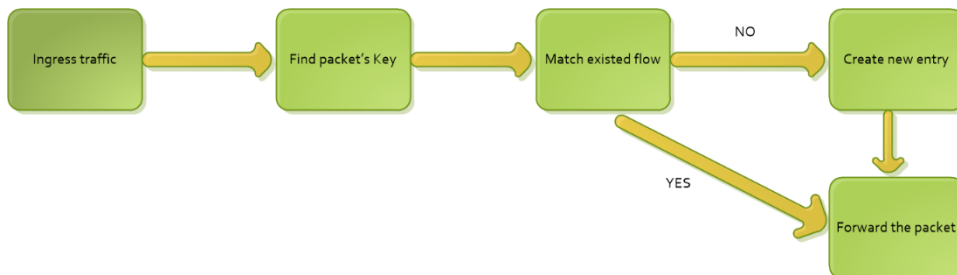 Ingress traffic
Find packet's Key
Match existed flow
NO
Create new entry
YES
Forward the packet